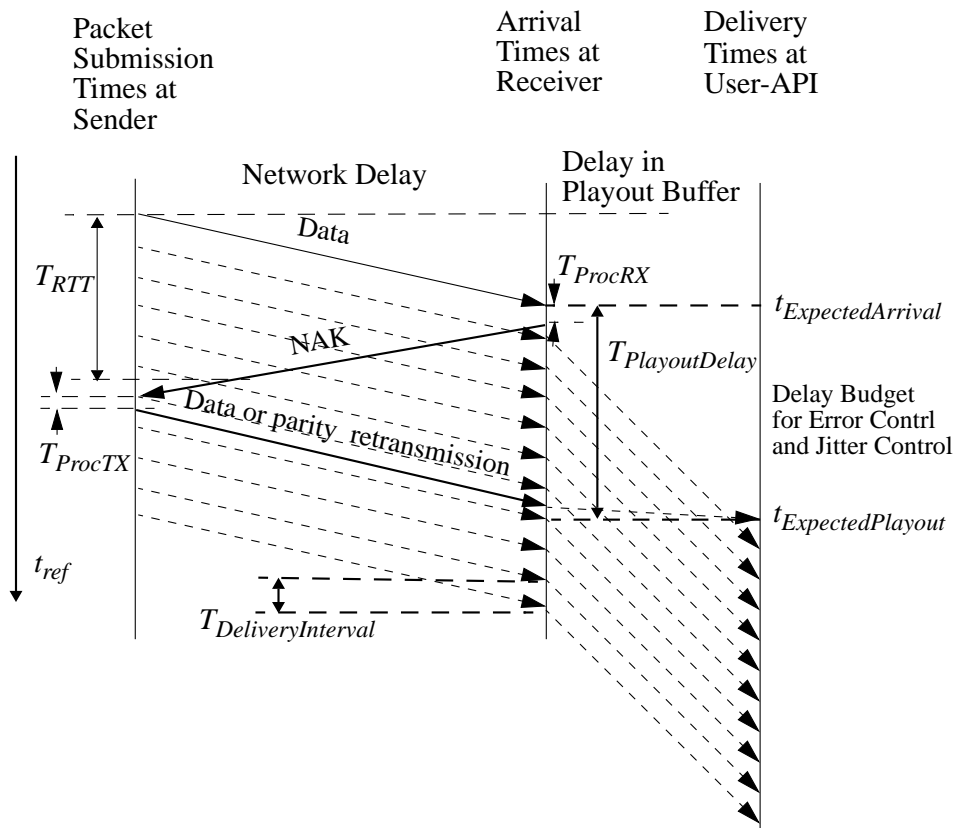 Packet
Submission
Times at
Sender
Arrival
Times at
Receiver
Delivery
Times at
User-API
Network Delay
Delay in
Playout Buffer
Data
T_RTT
T_ProcRX
t_ExpectedArrival
NAK
T_PlayoutDelay
Data or parity retransmission
Delay Budget
for Error Contrl
and Jitter Control
T_ProcTX
t_ExpectedPlayout
t_ref
T_DeliveryInterval